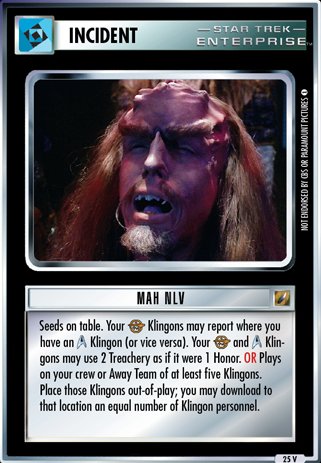 INCIDENT
STAR TREK
ENTERPRISE™
NOT ENDORSED BY CBS OR PARAMOUNT PICTURES
MAH NLV
Seeds on table. Your Klingons may report where you
have an Klingon (or vice versa). Your and Klin-
gons may use 2 Treachery as if it were 1 Honor. OR Plays
on your crew or Away Team of at least five Klingons.
Place those Klingons out-of-play; you may download to
that location an equal number of Klingon personnel.
25 V